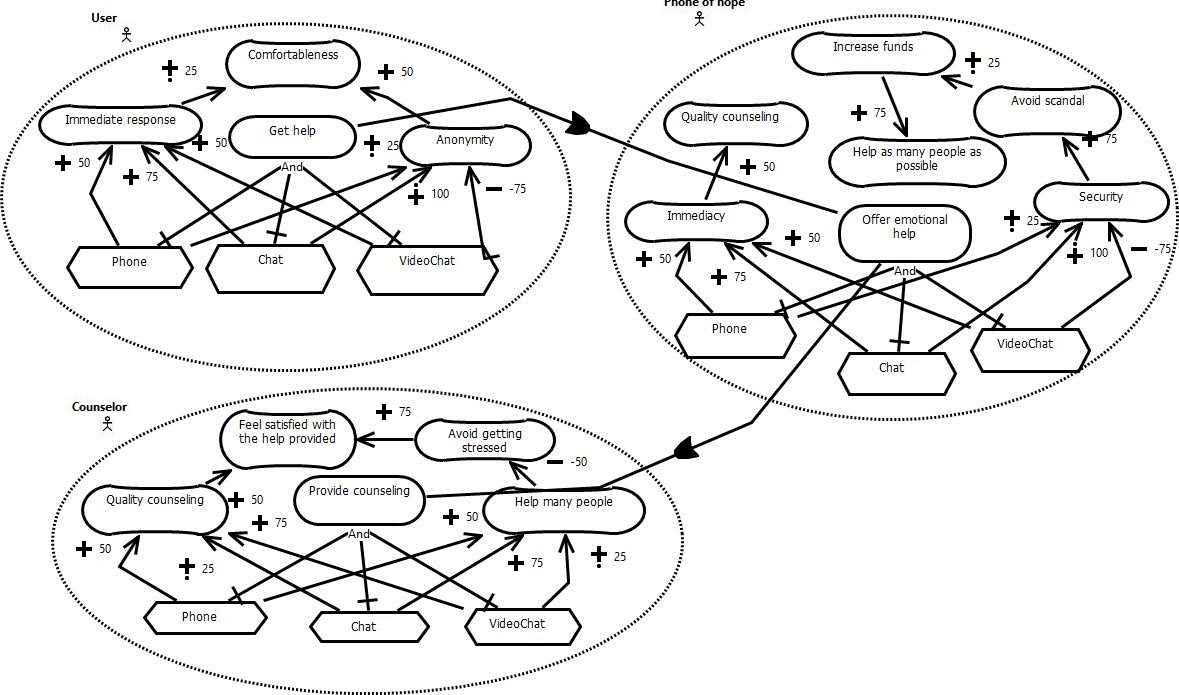 User
Comfortableness
25
50
Immediate response
Get help
Anonymity
50
25
50
75
And
100
-75
Phone
Chat
VideoChat
Phone of hope
Increase funds
25
Quality counseling
75
Avoid scandal
75
Help as many people as
possible
50
Security
Immediacy
Offer emotional
help
25
50
50
75
And
100
-75
Phone
Chat
VideoChat
Counselor
75
Feel satisfied with
the help provided
Avoid getting
stressed
-50
Quality counseling
50
Provide counseling
Help many people
75
50
And
50
25
75
25
Phone
Chat
VideoChat